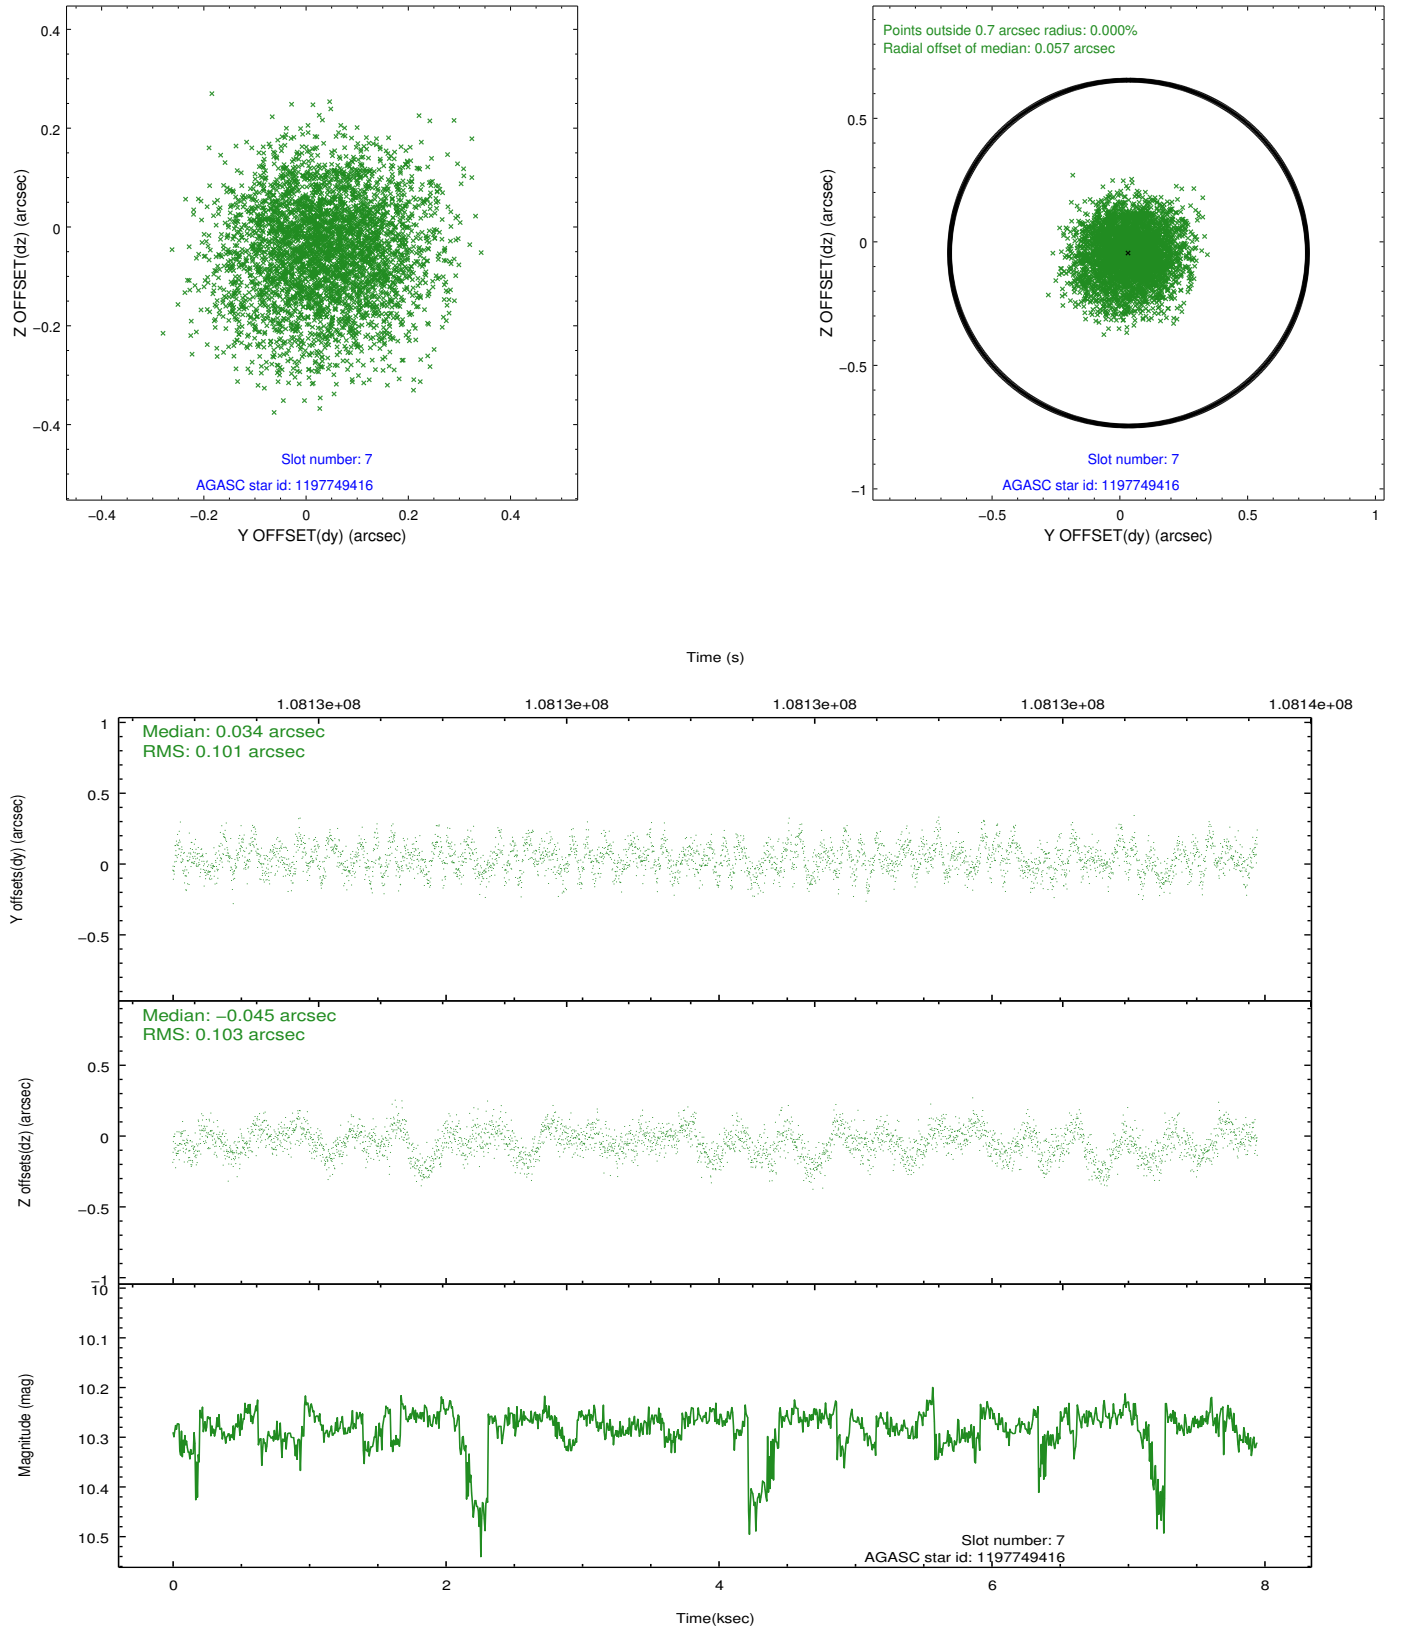 0.4
0.2
0
−0.2
−0.4
Z OFFSET(dz) (arcsec)
Slot number: 7
AGASC star id: 1197749416
−0.4 −0.2 0 0.2 0.4
Y OFFSET(dy) (arcsec)
Points outside 0.7 arcsec radius: 0.000%
Radial offset of median: 0.057 arcsec
0.5
0
−0.5
−1
Z OFFSET(dz) (arcsec)
Slot number: 7
AGASC star id: 1197749416
−0.5 0 0.5 1
Y OFFSET(dy) (arcsec)
Time (s)
1.0813e+08 1.0813e+08 1.0813e+08 1.0813e+08 1.0814e+08
Median: 0.034 arcsec
RMS: 0.101 arcsec
1
0.5
0
−0.5
Y offsets(dy) (arcsec)
Median: −0.045 arcsec
RMS: 0.103 arcsec
0.5
0
−0.5
−1
Z offsets(dz) (arcsec)
10
10.1
10.2
10.3
10.4
10.5
Magnitude (mag)
Slot number: 7
AGASC star id: 1197749416
0 2 4 6 8
Time(ksec)